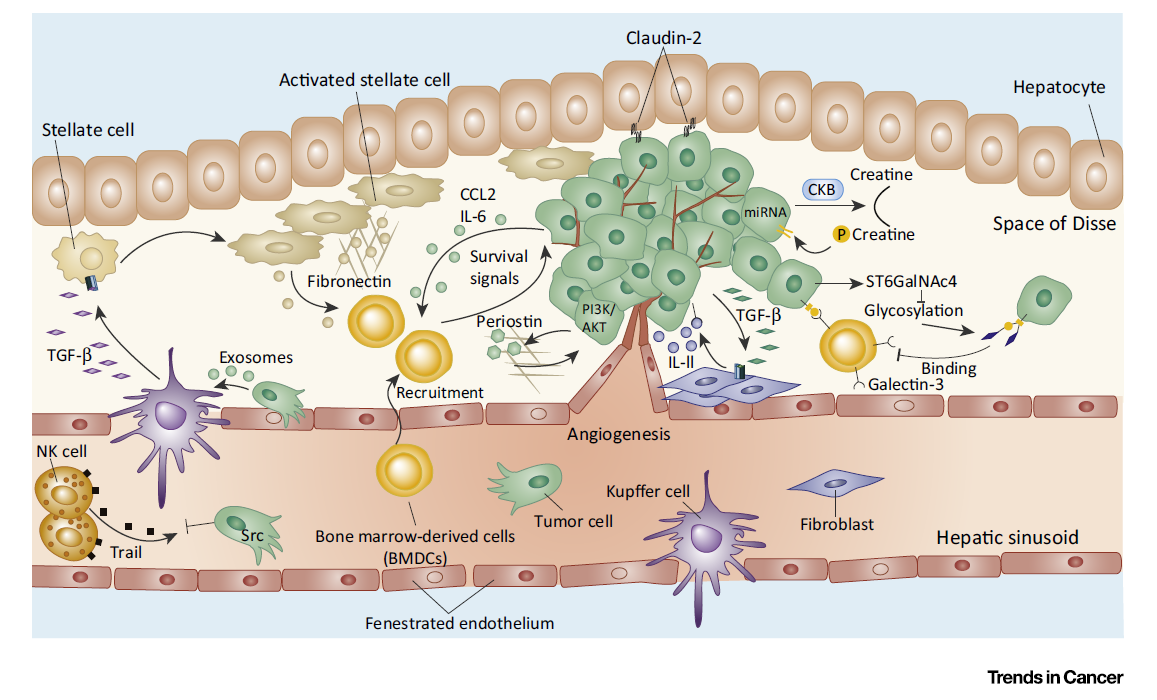 Claudin-2
Activated stellate cell
Hepatocyte
Stellate cell
Creatine
CKB
CCL2
IL-6
miRNA
Space of Disse
P
Creatine
Survival
signals
Fibronectin
ST6GalNAc4
PI3K/
AKT
Glycosylation
Periostin
TGF-β
TGF-β
Exosomes
IL-II
Binding
Galectin-3
Recruitment
Angiogenesis
NK cell
Kupffer cell
Tumor cell
Fibroblast
Src
Bone marrow-derived cells
(BMDCs)
Hepatic sinusoid
Trail
Fenestrated endothelium
Trends in Cancer